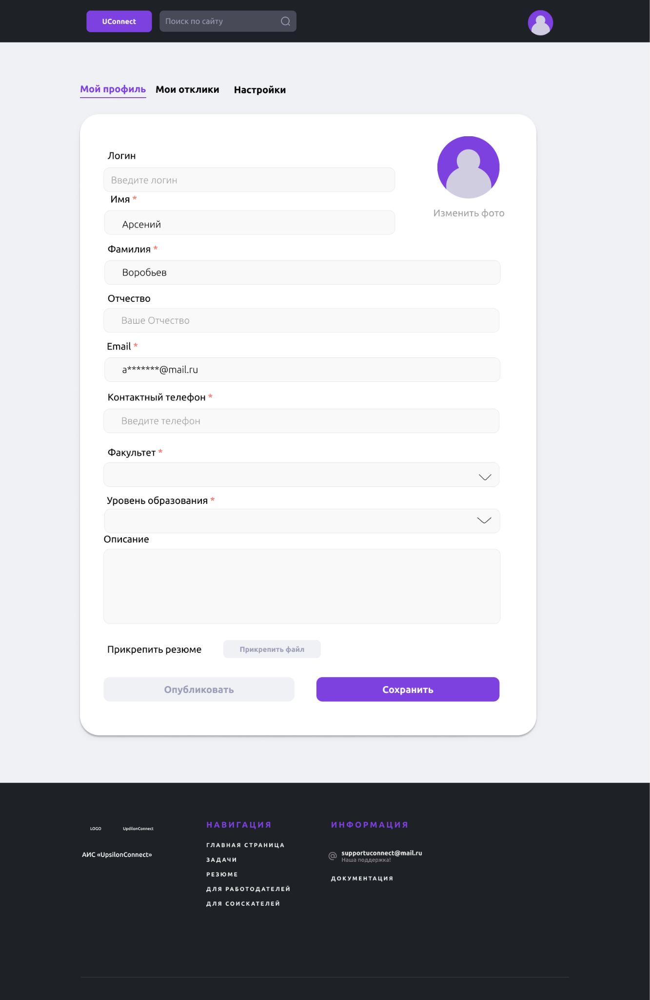 UConnect
Поиск по сайту
Мой профиль
Мои отклики
Настройки
Логин
Введите логин
Имя *
Арсений
Изменить фото
Фамилия *
Воробьев
Отчество
Ваше Отчество
Email *
a*******@mail.ru
Контактный телефон *
Введите телефон
Факультет *
Уровень образования *
Описание
Прикрепить резюме
Прикрепить файл
Опубликовать
Сохранить
LOGO
UpdilonConnect
АИС «UpsilonConnect»
НАВИГАЦИЯ
ГЛАВНАЯ СТРАНИЦА
ЗАДАЧИ
РЕЗЮМЕ
ДЛЯ РАБОТОДАТЕЛЕЙ
ДЛЯ СОИСКАТЕЛЕЙ
ИНФОРМАЦИЯ
@ supportuconnect@mail.ru
Наша поддержка!
ДОКУМЕНТАЦИЯ